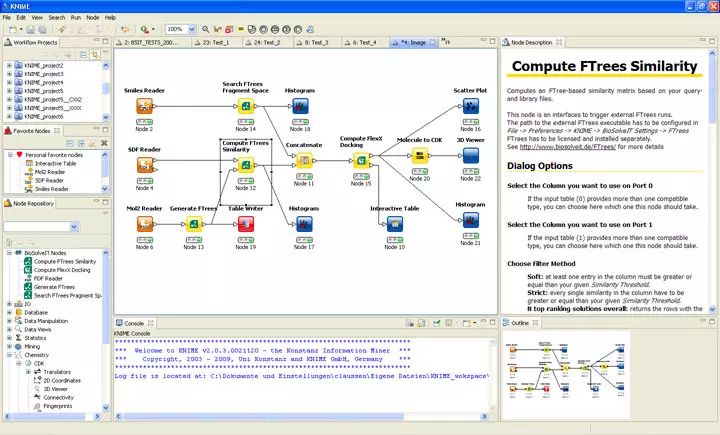 KNIME
File Edit View Search Run Node Help
100%
Workflow Projects
KNIME_project2
KNIME_project3
KNIME_project4
KNIME_project5
KNIME_project5__CXX2
KNIME_project5__XXXX
KNIME_project6
Favorite Nodes
Personal favorite nodes
Interactive Table
Mol2 Reader
SDF Reader
Smiles Reader
Node Repository
BioSolveIT Nodes
Compute FTrees Similarity
Compute FlexX Docking
PDF Reader
Generate FTrees
Search FTrees Fragment Spa
IO
Database
Data Manipulation
Data Views
Statistics
Mining
Chemistry
CDK
Translators
2D Coordinates
3D Viewer
Connectivity
Fingerprints
2: BSIT_TESTS_200...
23: Test_1
24: Test_2
8: Test_3
6: Test_4
*4: Image
Smiles Reader
Node 2
Search FTrees
Fragment Space
Node 14
Histogram
Node 18
Scatter Plot
Node 16
SDF Reader
Node 4
Compute FTrees
Similarity
Node 12
Concatenate
Node 11
Compute FlexX
Docking
Node 15
Molecule to CDK
Node 20
3D Viewer
Node 22
Mol2 Reader
Node 6
Generate FTrees
Node 13
Table Writer
Node 19
Histogram
Node 17
Interactive Table
Node 10
Histogram
Node 21
Console
KNIME Console
*** Welcome to KNIME v2.0.3.0021120 - the Konstanz Information Miner ***
*** Copyright, 2003 - 2009, Uni Konstanz and KNIME GmbH, Germany ***
Log file is located at: C:\Dokumente und Einstellungen\claussen\Eigene Dateien\KNIME_wokspace\
Node Description
Compute FTrees Similarity
Computes an FTree-based similarity matrix based on your query-
and library files.
This node is an interfaces to trigger external FTrees runs.
The path to the external FTrees executable has to be configured in
File -> Preferences -> KNIME -> BioSolveIT Settings -> FTrees
FTrees has to be licensed and installed separately.
See http://www.biosolveit.de/FTrees/ for more details
Dialog Options
Select the Column you want to use on Port 0
If the input table (0) provides more than one compatible
type, you can choose here which one this node should take.
Select the Column you want to use on Port 1
If the input table (1) provides more than one compatible
type, you can choose here which one this node should take.
Choose Filter Method
Soft: at least one entry in the column must be greater or
equal than your given Similarity Threshold.
Strict: every single similarity in the column have to be
greater or equal than your given Similarity Threshold.
N top ranking solutions overall: returns the rows with the
Outline